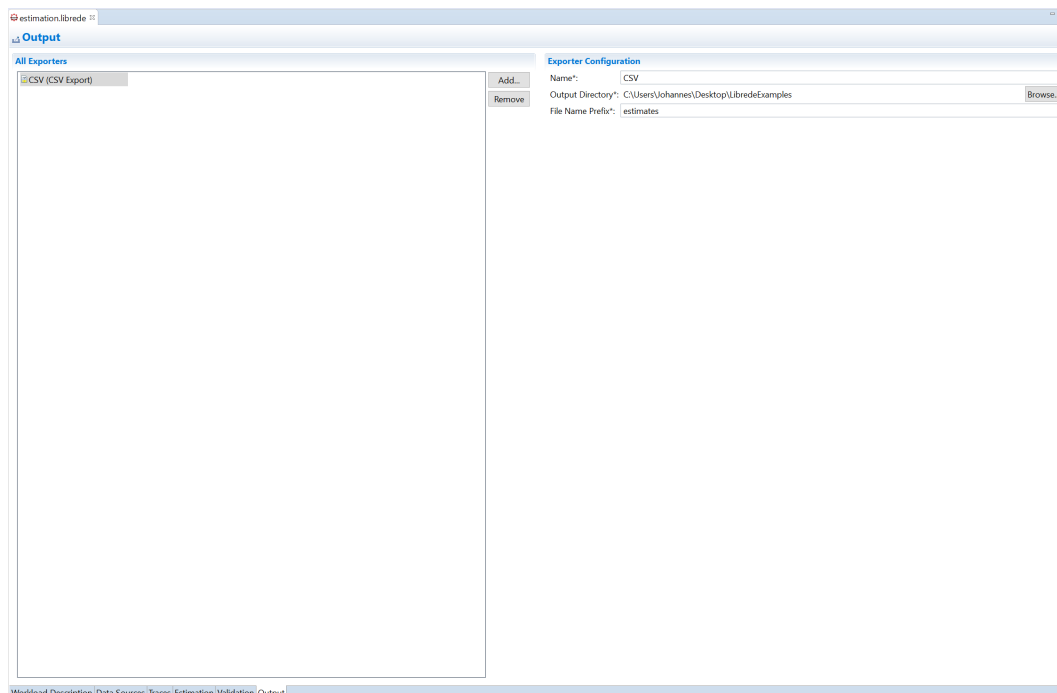 estimation.librede
Output
All Exporters
CSV (CSV Export)
Add...
Remove
Exporter Configuration
Name*: CSV
Output Directory*: C:\Users\Johannes\Desktop\LibredeExamples Browse...
File Name Prefix*: estimates
Workload Description Data Sources Traces Estimation Validation Output